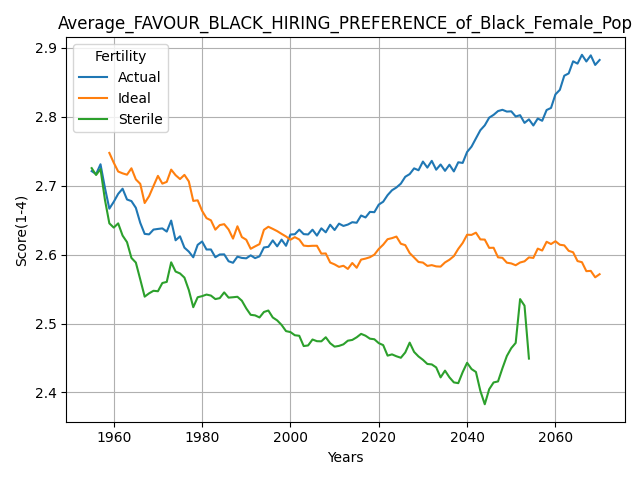 Average_FAVOUR_BLACK_HIRING_PREFERENCE_of_Black_Female_Pop
Fertility
Actual
Ideal
Sterile
Score(1-4)
2.9
2.8
2.7
2.6
2.5
2.4
1960 1980 2000 2020 2040 2060
Years